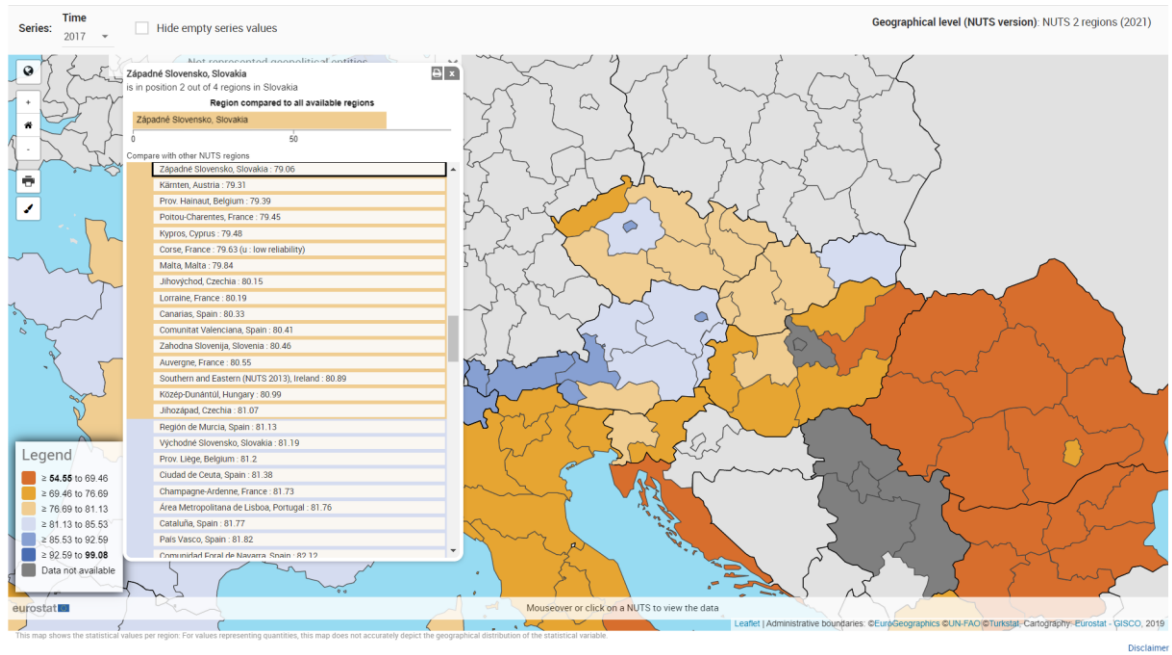 Series:
Time
2017
Hide empty series values
Geographical level (NUTS version): NUTS 2 regions (2021)
Not represented geopolitical entities
Západné Slovensko, Slovakia
is in position 2 out of 4 regions in Slovakia
Region compared to all available regions
Západné Slovensko, Slovakia
0 50
Compare with other NUTS regions
Západné Slovensko, Slovakia : 79.06
Kärnten, Austria : 79.31
Prov. Hainaut, Belgium : 79.39
Poitou-Charentes, France : 79.45
Kypros, Cyprus : 79.48
Corse, France : 79.63 (u : low reliability)
Malta, Malta : 79.84
Jihovýchod, Czechia : 80.15
Lorraine, France : 80.19
Canarias, Spain : 80.33
Comunitat Valenciana, Spain : 80.41
Zahodna Slovenija, Slovenia : 80.46
Auvergne, France : 80.55
Southern and Eastern (NUTS 2013), Ireland : 80.89
Közép-Dunántúl, Hungary : 80.99
Jihozápad, Czechia : 81.07
Región de Murcia, Spain : 81.13
Východné Slovensko, Slovakia : 81.19
Prov. Liège, Belgium : 81.2
Ciudad de Ceuta, Spain : 81.38
Champagne-Ardenne, France : 81.73
Área Metropolitana de Lisboa, Portugal : 81.76
Cataluña, Spain : 81.77
País Vasco, Spain : 81.82
Comunidad Foral de Navarra, Spain : 82.12
Legend
≥ 54.55 to 69.46
≥ 69.46 to 76.69
≥ 76.69 to 81.13
≥ 81.13 to 85.53
≥ 85.53 to 92.59
≥ 92.59 to 99.08
Data not available
eurostat
Mouseover or click on a NUTS to view the data
Leaflet | Administrative boundaries: ©EuroGeographics ©UN-FAO ©Turkstat, Cartography: Eurostat - GISCO, 2019
This map shows the statistical values per region. For values representing quantities, this map does not accurately depict the geographical distribution of the statistical variable.
Disclaimer